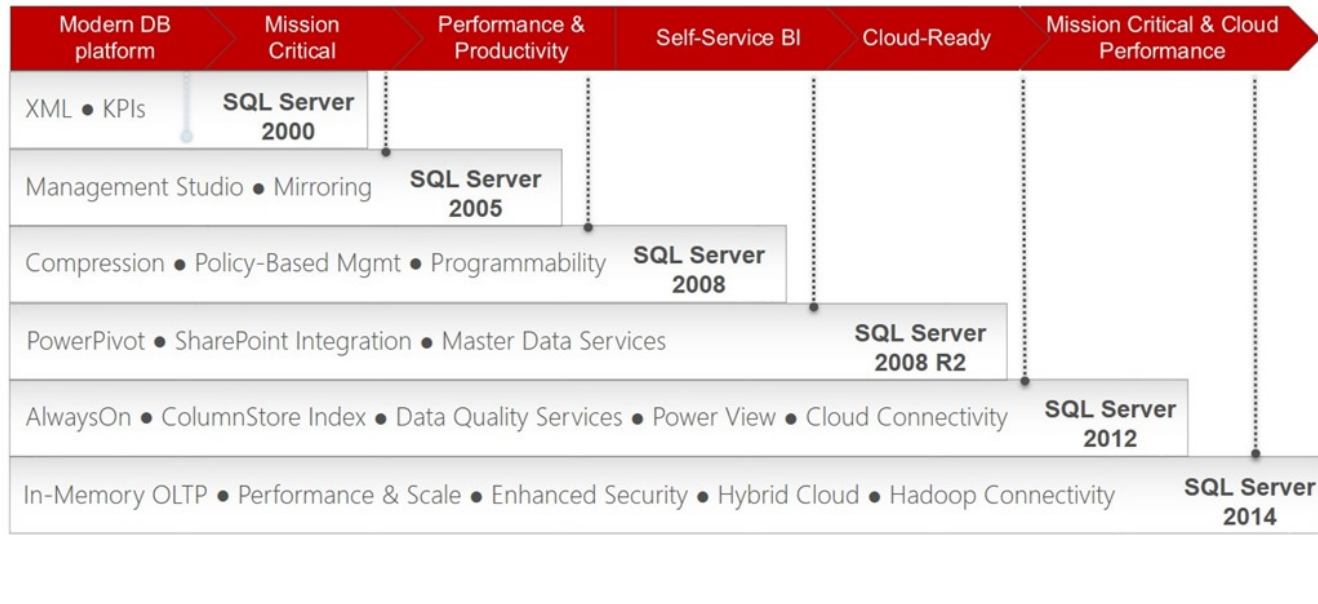 Modern DB
platform
Mission
Critical
Performance &
Productivity
Self-Service BI
Cloud-Ready
Mission Critical & Cloud
Performance
XML ● KPIs
SQL Server
2000
Management Studio ● Mirroring
SQL Server
2005
Compression ● Policy-Based Mgmt ● Programmability
SQL Server
2008
PowerPivot ● SharePoint Integration ● Master Data Services
SQL Server
2008 R2
AlwaysOn ● ColumnStore Index ● Data Quality Services ● Power View ● Cloud Connectivity
SQL Server
2012
In-Memory OLTP ● Performance & Scale ● Enhanced Security ● Hybrid Cloud ● Hadoop Connectivity
SQL Server
2014